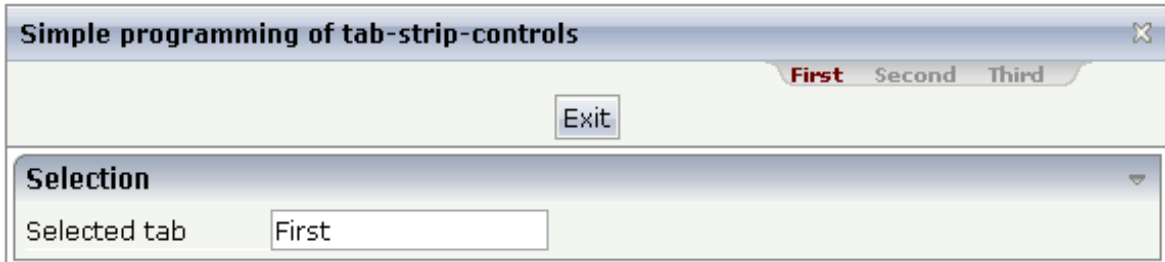 Simple programming of tab-strip-controls
First Second Third
Exit
Selection
Selected tab First